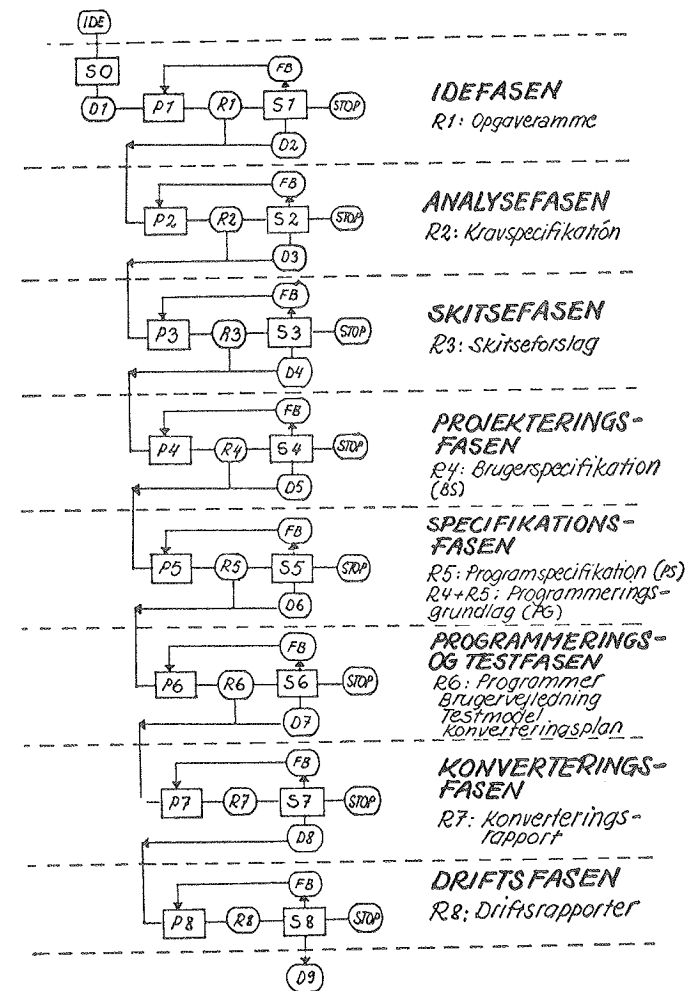 IDE
S0
FB
D1 P1 R1 S1 STOP
D2
IDEFASEN
R1: Opgaveramme
FB
P2 R2 S2 STOP
D3
ANALYSEFASEN
R2: Kravspecifikation
FB
P3 R3 S3 STOP
D4
SKITSEFASEN
R3: Skitseforslag
FB
P4 R4 S4 STOP
D5
PROJEKTERINGS-
FASEN
R4: Brugerspecifikation
(BS)
FB
P5 R5 S5 STOP
D6
SPECIFIKATIONS-
FASEN
R5: Programspecifikation (PS)
R4+R5: Programmerings-
grundlag (PG)
FB
P6 R6 S6 STOP
D7
PROGRAMMERINGS-
OG TESTFASEN
R6: Programmer
Brugervejledning
Testmodel
Konverteringsplan
FB
P7 R7 S7 STOP
D8
KONVERTERINGS-
FASEN
R7: Konverterings-
rapport
FB
P8 R8 S8 STOP
D9
DRIFTSFASEN
R8: Driftsrapporter